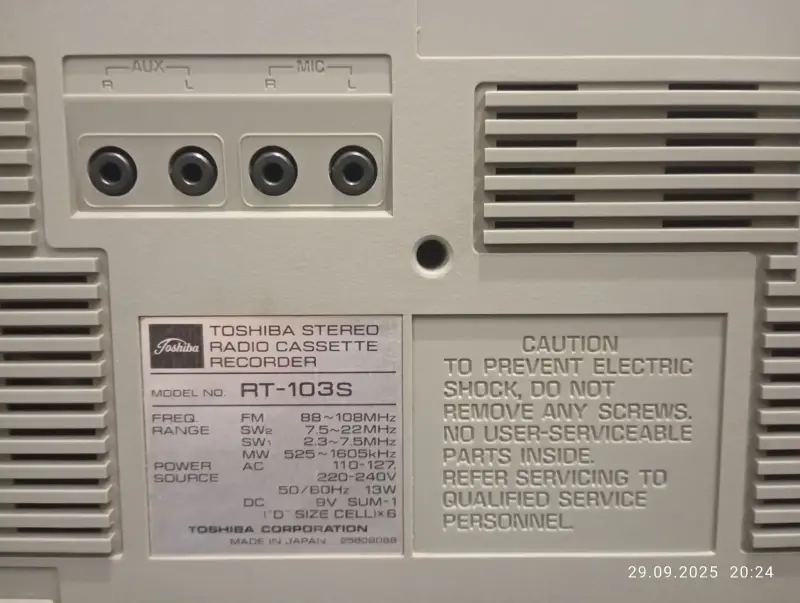 AUX
MIC
R L R L
Toshiba
TOSHIBA STEREO
RADIO CASSETTE
RECORDER
MODEL NO. RT-103S
FREQ. FM 88~108MHz
RANGE SW2 7.5~22MHz
SW1 2.3~7.5MHz
MW 525~1605kHz
POWER AC 110-127,
SOURCE 220-240V
50/60Hz 13W
DC 9V SUM-1
("D" SIZE CELL)×6
TOSHIBA CORPORATION
MADE IN JAPAN
CAUTION
TO PREVENT ELECTRIC
SHOCK, DO NOT
REMOVE ANY SCREWS.
NO USER-SERVICEABLE
PARTS INSIDE.
REFER SERVICING TO
QUALIFIED SERVICE
PERSONNEL.
29.09.2025 20:24